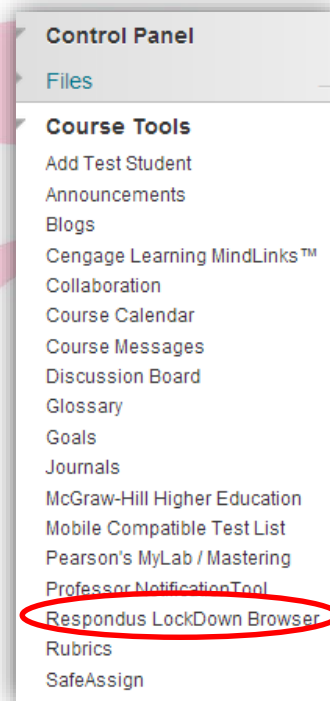 Control Panel
Files
Course Tools
Add Test Student
Announcements
Blogs
Cengage Learning MindLinks™
Collaboration
Course Calendar
Course Messages
Discussion Board
Glossary
Goals
Journals
McGraw-Hill Higher Education
Mobile Compatible Test List
Pearson's MyLab / Mastering
Professor NotificationTool
Respondus LockDown Browser
Rubrics
SafeAssign